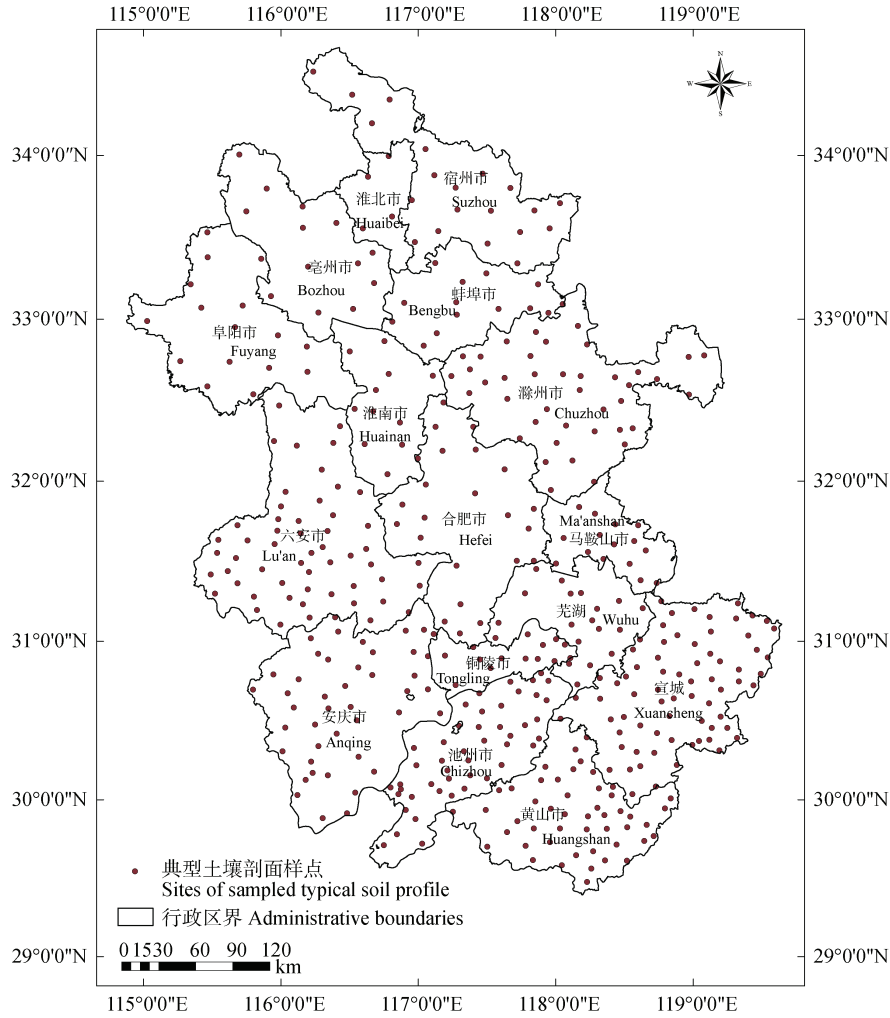 115°0'0"E 116°0'0"E 117°0'0"E 118°0'0"E 119°0'0"E
N
W E
S
34°0'0"N 34°0'0"N
宿州市
淮北市 Suzhou
Huaibei
亳州市
Bozhou
蚌埠市
Bengbu
33°0'0"N 33°0'0"N
阜阳市
Fuyang
滁州市
淮南市 Chuzhou
Huainan
32°0'0"N 32°0'0"N
合肥市 Ma'anshan
六安市 Hefei 马鞍山市
Lu'an
芜湖 Wuhu
31°0'0"N 31°0'0"N
铜陵市
Tongling
宣城
安庆市 Xuancheng
Anqing
池州市
Chizhou
30°0'0"N 30°0'0"N
黄山市
Huangshan
典型土壤剖面样点
Sites of sampled typical soil profile
行政区界 Administrative boundaries
29°0'0"N 29°0'0"N
0 15 30 60 90 120
km
115°0'0"E 116°0'0"E 117°0'0"E 118°0'0"E 119°0'0"E